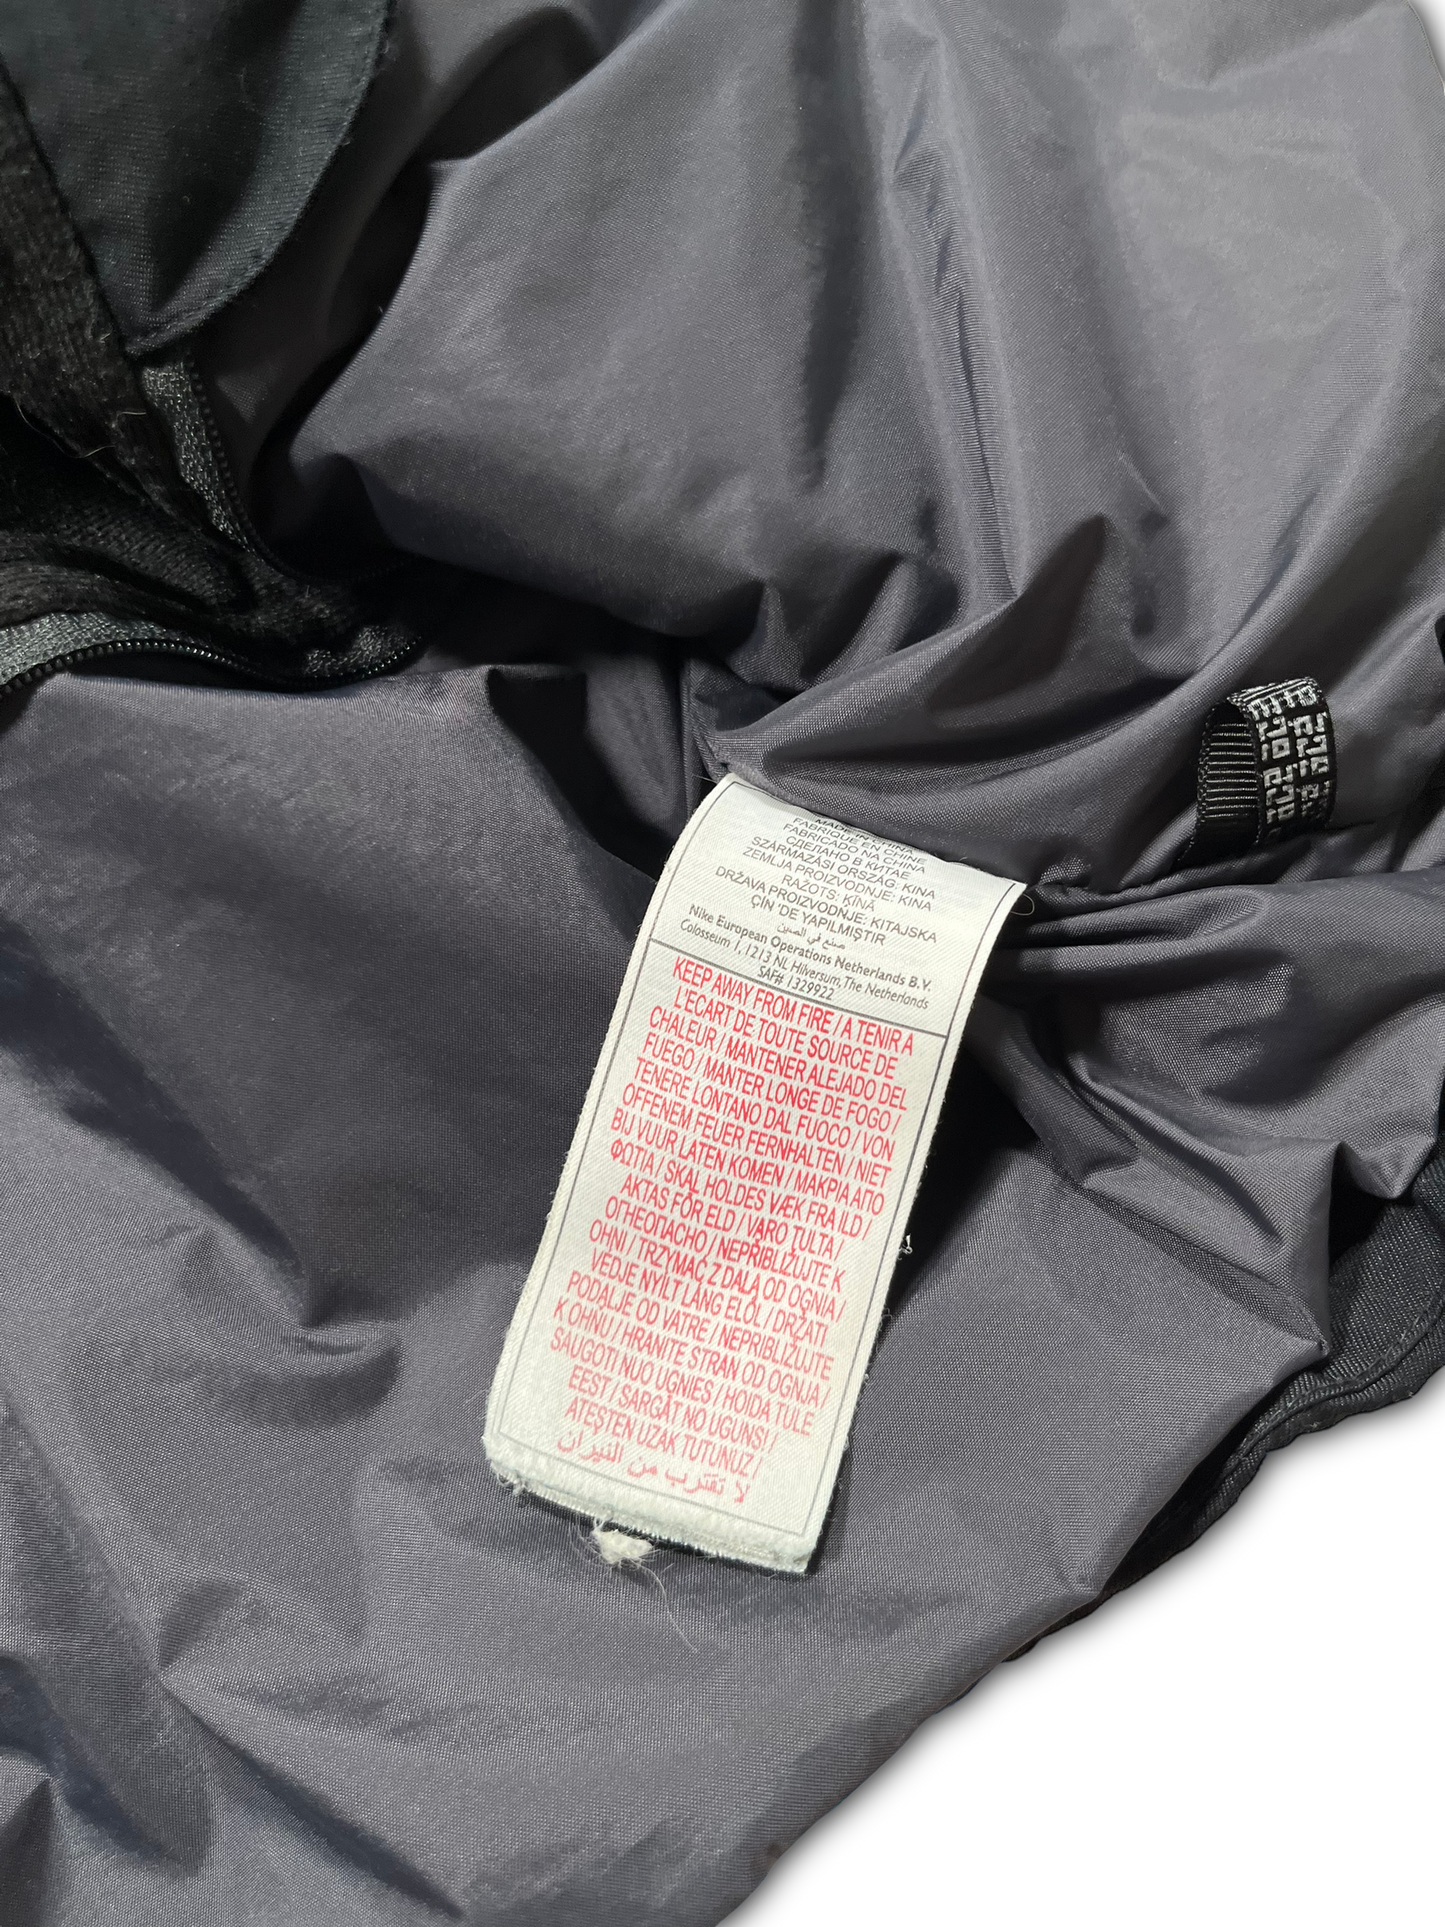 MADE IN CHINA
FABRIQUE EN CHINE
FABRICADO NA CHINA
СДЕЛАНО В КИТАЕ
SZÁRMAZÁSI ORSZÁG: KINA
ZEMLJA PROIZVODNJE: KINA
RAŽOTS: ĶĪNĀ
DRŽAVA PROIZVODNJE: KITAJSKA
ÇİN 'DE YAPILMIŞTIR
صنع في الصين
Nike European Operations Netherlands B.V.
Colosseum 1, 1213 NL Hilversum, The Netherlands
SAF# 1329922
KEEP AWAY FROM FIRE / A TENIR A
L'ECART DE TOUTE SOURCE DE
CHALEUR / MANTENER ALEJADO DEL
FUEGO / MANTER LONGE DE FOGO /
TENERE LONTANO DAL FUOCO / VON
OFFENEM FEUER FERNHALTEN / NIET
BIJ VUUR LATEN KOMEN / ΜΑΚΡΙΑ ΑΠΟ
ΦΩΤΙΑ / SKAL HOLDES VÆK FRA ILD /
AKTAS FÖR ELD / VARO TULTA /
ОГНЕОПАСНО / NEPŘIBLIŽUJTE K
OHNI / TRZYMAĆ Z DALA OD OGNIA /
VEDJE NYÍLT LÁNG ELŐL / DRŽATI
PODALJE OD VATRE / NEPRIBLIŽUJTE
K OHŇU / HRANITE STRAN OD OGNJA /
SAUGOTI NUO UGNIES / HOIDA TULE
EEST / SARGĀT NO UGUNS! /
ATEŞTEN UZAK TUTUNUZ /
لا تقترب من النيران